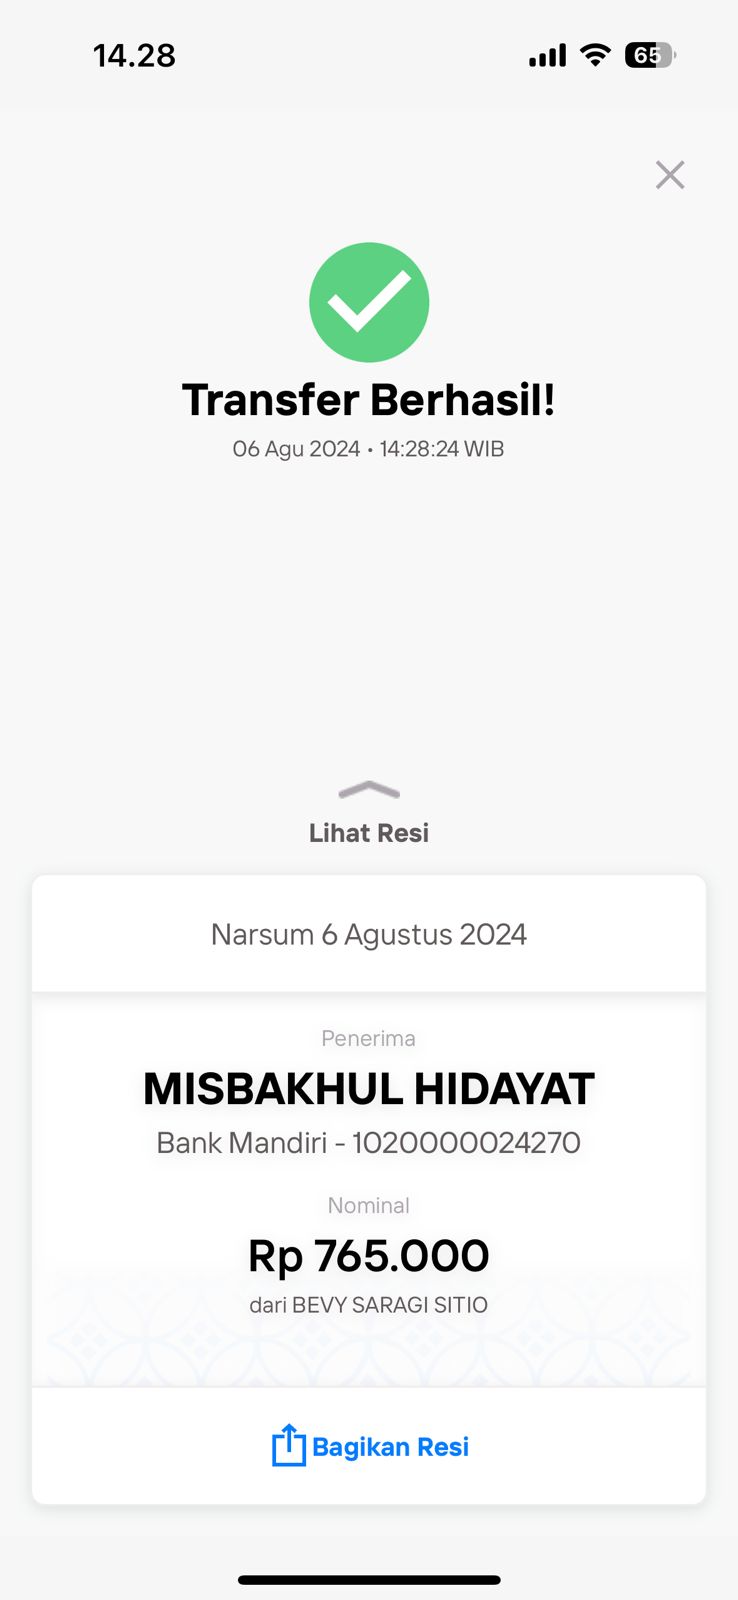 14.28
65
Transfer Berhasil!
06 Agu 2024 • 14:28:24 WIB
Lihat Resi
Narsum 6 Agustus 2024
Penerima
MISBAKHUL HIDAYAT
Bank Mandiri - 1020000024270
Nominal
Rp 765.000
dari BEVY SARAGI SITIO
Bagikan Resi